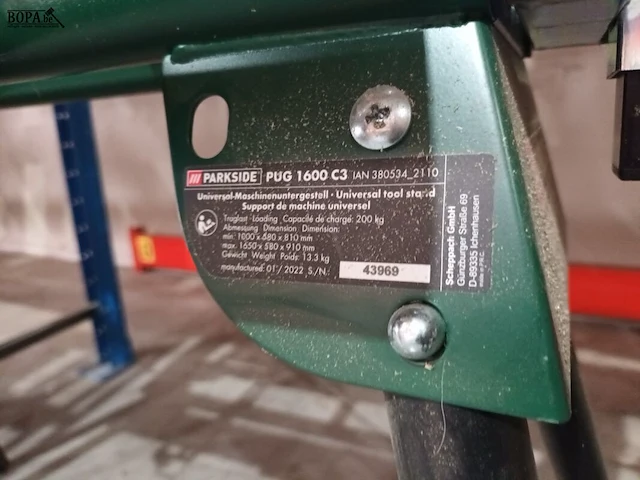 BOPA.be
/// PARKSIDE PUG 1600 C3 IAN 380534_2110
Universal-Maschinenuntergestell · Universal tool stand
Support de machine universel
Traglast · Loading · Capacité de charge: 200 kg
Abmessung · Dimension · Dimension:
min. 1000 x 580 x 810 mm
max. 1650 x 580 x 910 mm
Gewicht · Weight · Poids: 13.3 kg
manufactured: 01 / 2022 S/N.: 43969
Scheppach GmbH
Günzburger Straße 69
D-89335 Ichenhausen
Made in P.R.C.